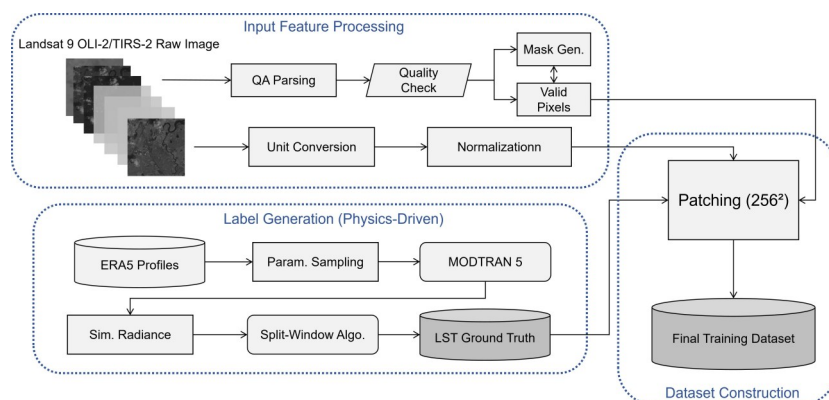 Input Feature Processing
Landsat 9 OLI-2/TIRS-2 Raw Image
QA Parsing
Quality
Check
Mask Gen.
Valid
Pixels
Unit Conversion
Normalizationn
Patching (256²)
Label Generation (Physics-Driven)
ERA5 Profiles
Param. Sampling
MODTRAN 5
Sim. Radiance
Split-Window Algo.
LST Ground Truth
Final Training Dataset
Dataset Construction